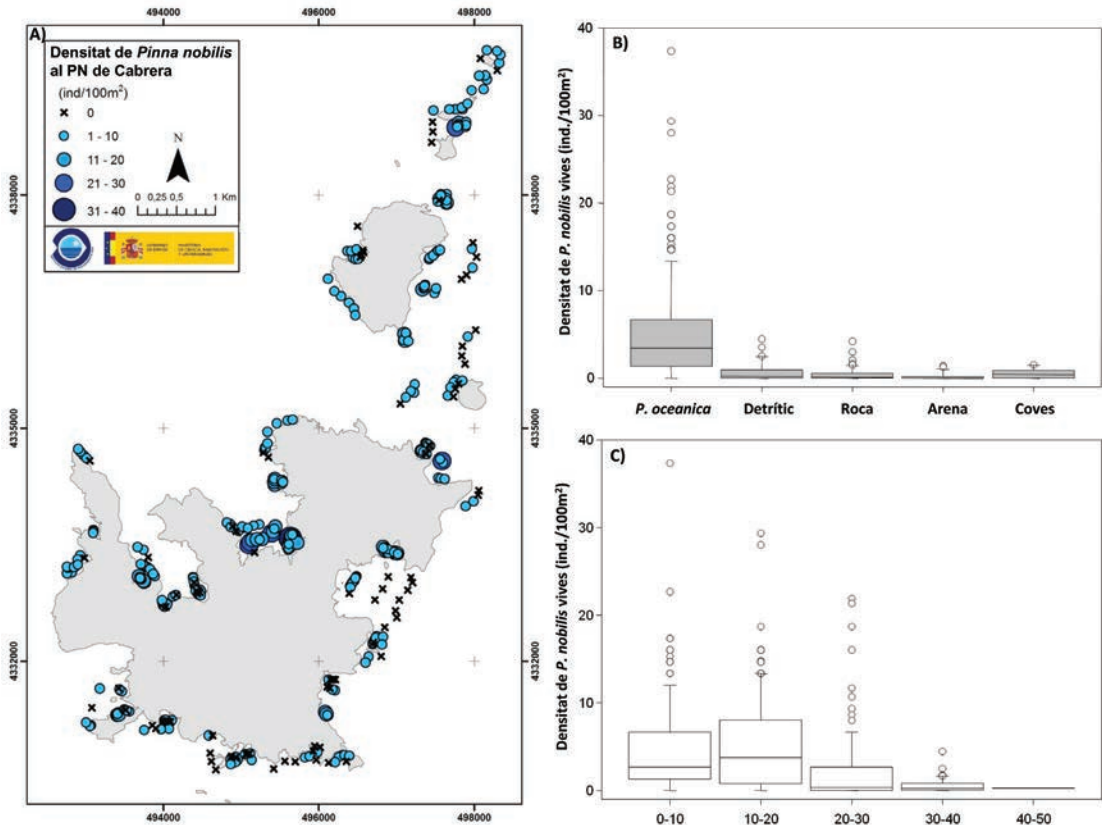 494000 496000 498000
A)
Densitat de Pinna nobilis
al PN de Cabrera
(ind/100m²)
0
1 - 10
11 - 20
21 - 30
31 - 40
N
0 0,25 0,5 1 Km
4338000
4335000
4332000
4338000
4335000
4332000
494000 496000 498000
B)
Densitat de P. nobilis vives (ind./100m²)
40
30
20
10
0
P. oceanica Detrític Roca Arena Coves
C)
Densitat de P. nobilis vives (ind./100m²)
40
30
20
10
0
0-10 10-20 20-30 30-40 40-50